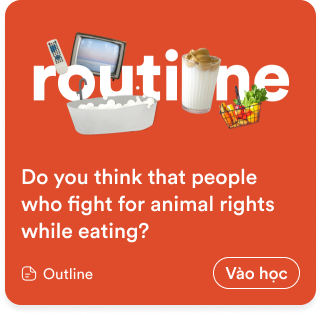 routine
Do you think that people
who fight for animal rights
while eating?
Outline
Vào học